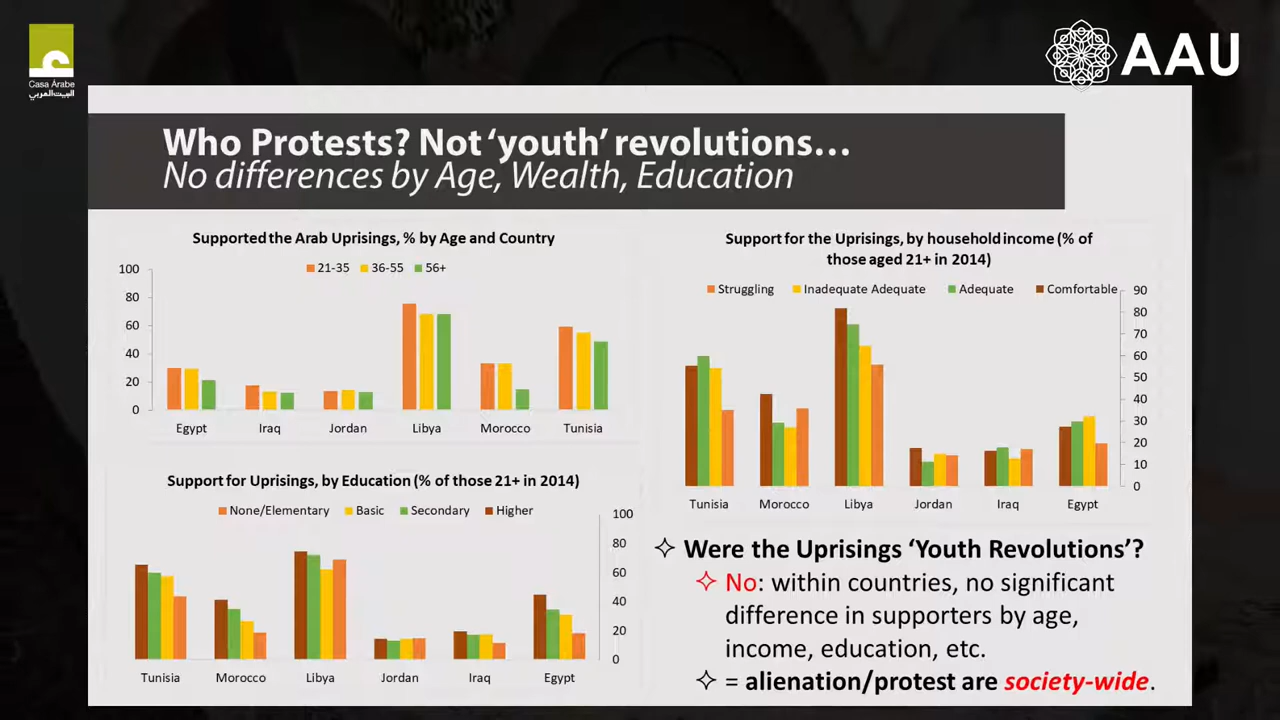 Casa Árabe
البيت العربي
AAU
Who Protests? Not ‘youth’ revolutions…
No differences by Age, Wealth, Education
Supported the Arab Uprisings, % by Age and Country
21-35 36-55 56+
100
80
60
40
20
0
Egypt Iraq Jordan Libya Morocco Tunisia
Support for Uprisings, by Education (% of those 21+ in 2014)
None/Elementary Basic Secondary Higher
100
80
60
40
20
0
Tunisia Morocco Libya Jordan Iraq Egypt
Support for the Uprisings, by household income (% of
those aged 21+ in 2014)
Struggling Inadequate Adequate Adequate Comfortable
90
80
70
60
50
40
30
20
10
0
Tunisia Morocco Libya Jordan Iraq Egypt
Were the Uprisings ‘Youth Revolutions’?
No: within countries, no significant
difference in supporters by age,
income, education, etc.
= alienation/protest are society-wide.